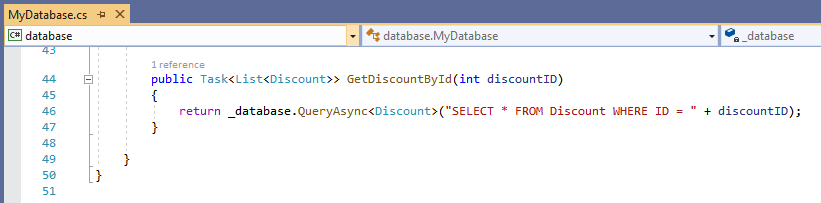 MyDatabase.cs
C# database database.MyDatabase _database
43
1 reference
44 public Task<List<Discount>> GetDiscountById(int discountID)
45 {
46 return _database.QueryAsync<Discount>("SELECT * FROM Discount WHERE ID = " + discountID);
47 }
48
49 }
50 }
51